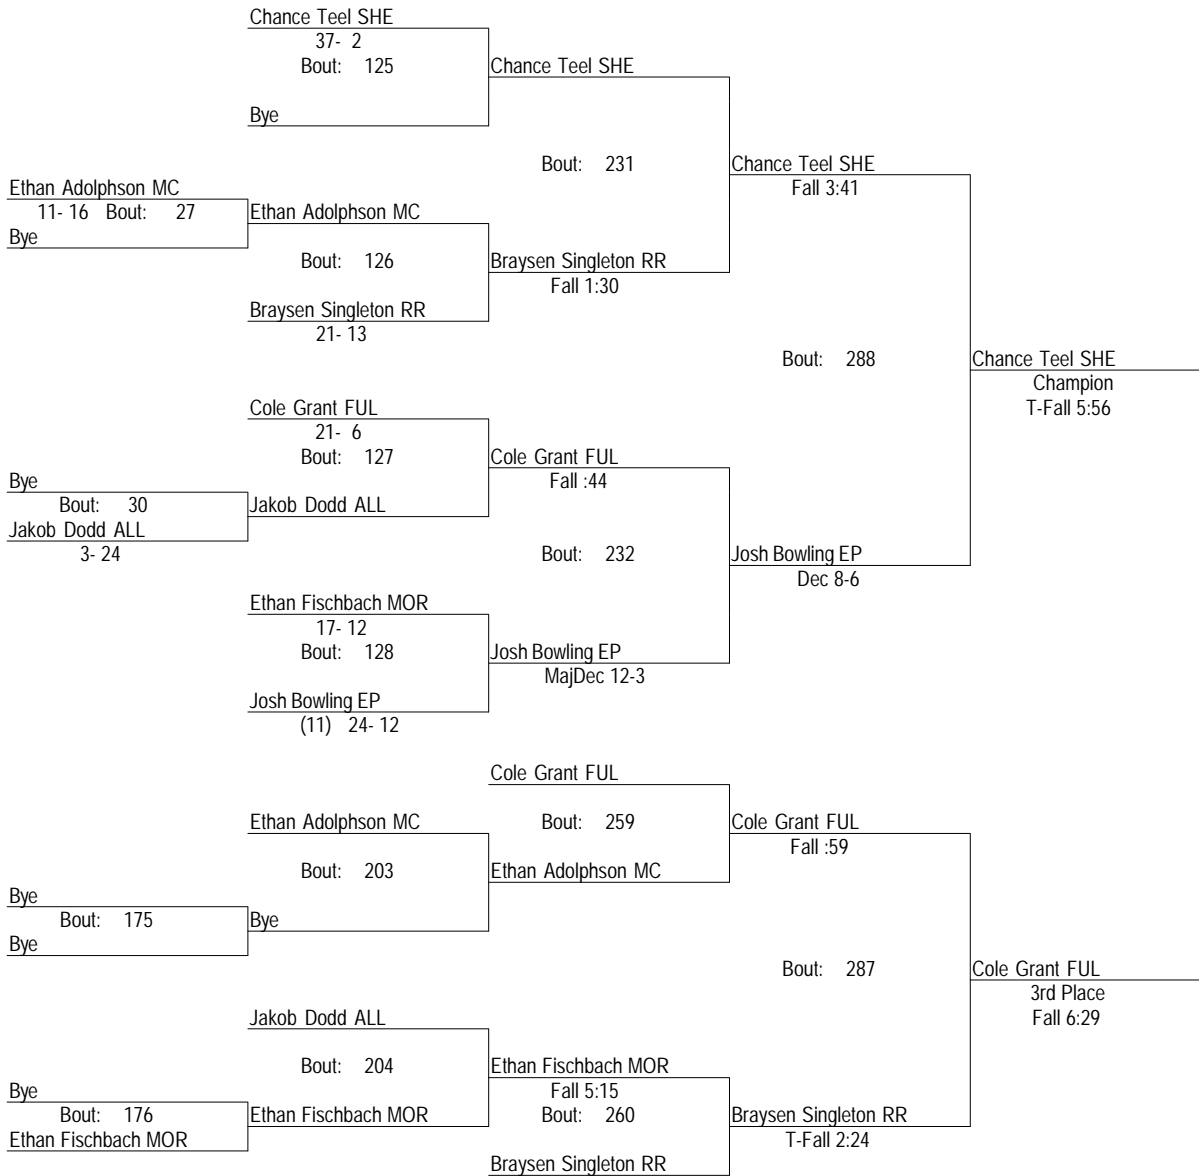 Chance Teel SHE
37- 2
Bout: 125
Chance Teel SHE
Bye
Bout: 231
Chance Teel SHE
Fall 3:41
Ethan Adolphson MC
11- 16 Bout: 27
Ethan Adolphson MC
Bye
Bout: 126
Braysen Singleton RR
Fall 1:30
Braysen Singleton RR
21- 13
Bout: 288
Chance Teel SHE
Champion
T-Fall 5:56
Cole Grant FUL
21- 6
Bout: 127
Cole Grant FUL
Fall :44
Bye
Bout: 30
Jakob Dodd ALL
Jakob Dodd ALL
3- 24
Bout: 232
Josh Bowling EP
Dec 8-6
Ethan Fischbach MOR
17- 12
Bout: 128
Josh Bowling EP
MajDec 12-3
Josh Bowling EP
(11) 24- 12
Cole Grant FUL
Ethan Adolphson MC
Bout: 259
Cole Grant FUL
Fall :59
Bout: 203
Ethan Adolphson MC
Bye
Bout: 175
Bye
Bye
Bout: 287
Cole Grant FUL
3rd Place
Fall 6:29
Jakob Dodd ALL
Bout: 204
Ethan Fischbach MOR
Fall 5:15
Bye
Bout: 176
Ethan Fischbach MOR
Bout: 260
Braysen Singleton RR
T-Fall 2:24
Ethan Fischbach MOR
Braysen Singleton RR